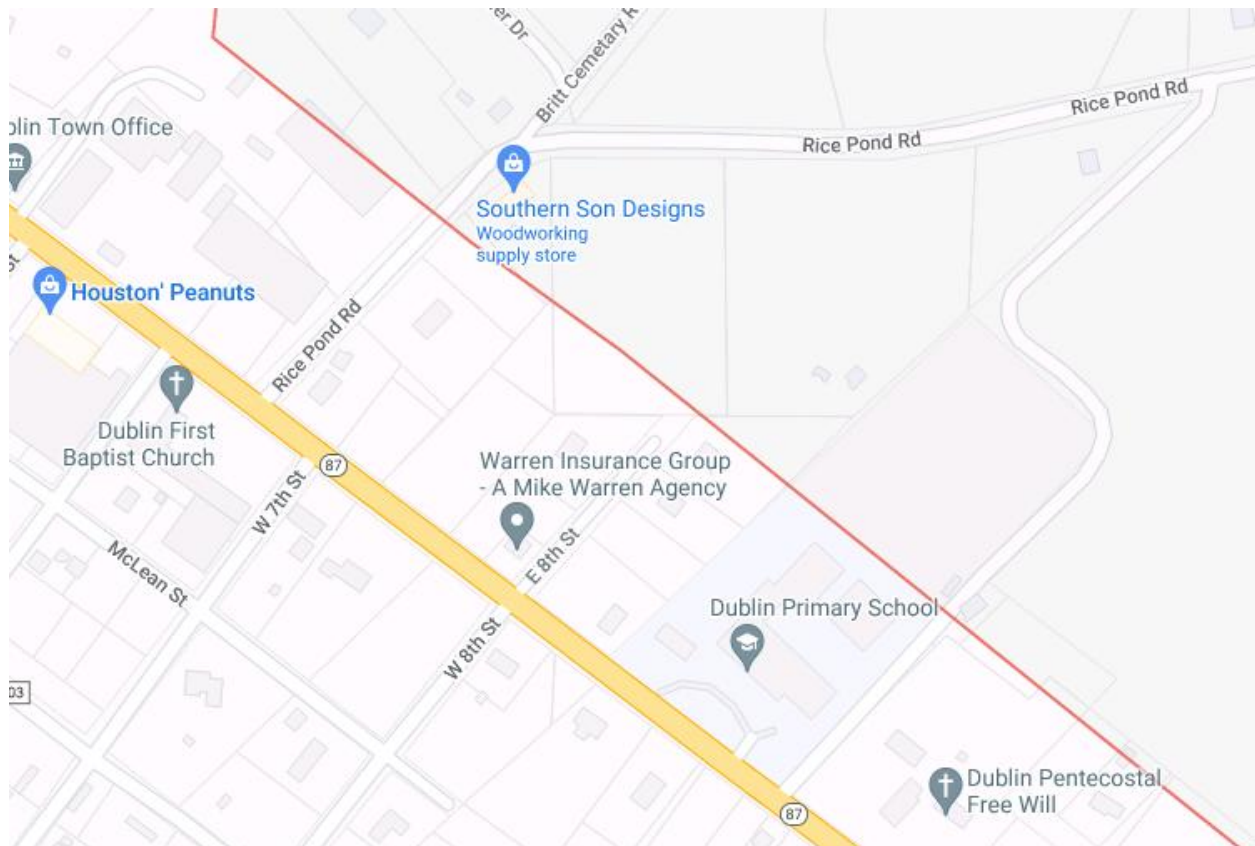 er Dr
Britt Cemetary R
Rice Pond Rd
Rice Pond Rd
blin Town Office
Southern Son Designs
Woodworking
supply store
St
Houston' Peanuts
Rice Pond Rd
Dublin First
Baptist Church
87
W 7th St
Warren Insurance Group
- A Mike Warren Agency
McLean St
E 8th St
Dublin Primary School
W 8th St
03
Dublin Pentecostal
Free Will
87